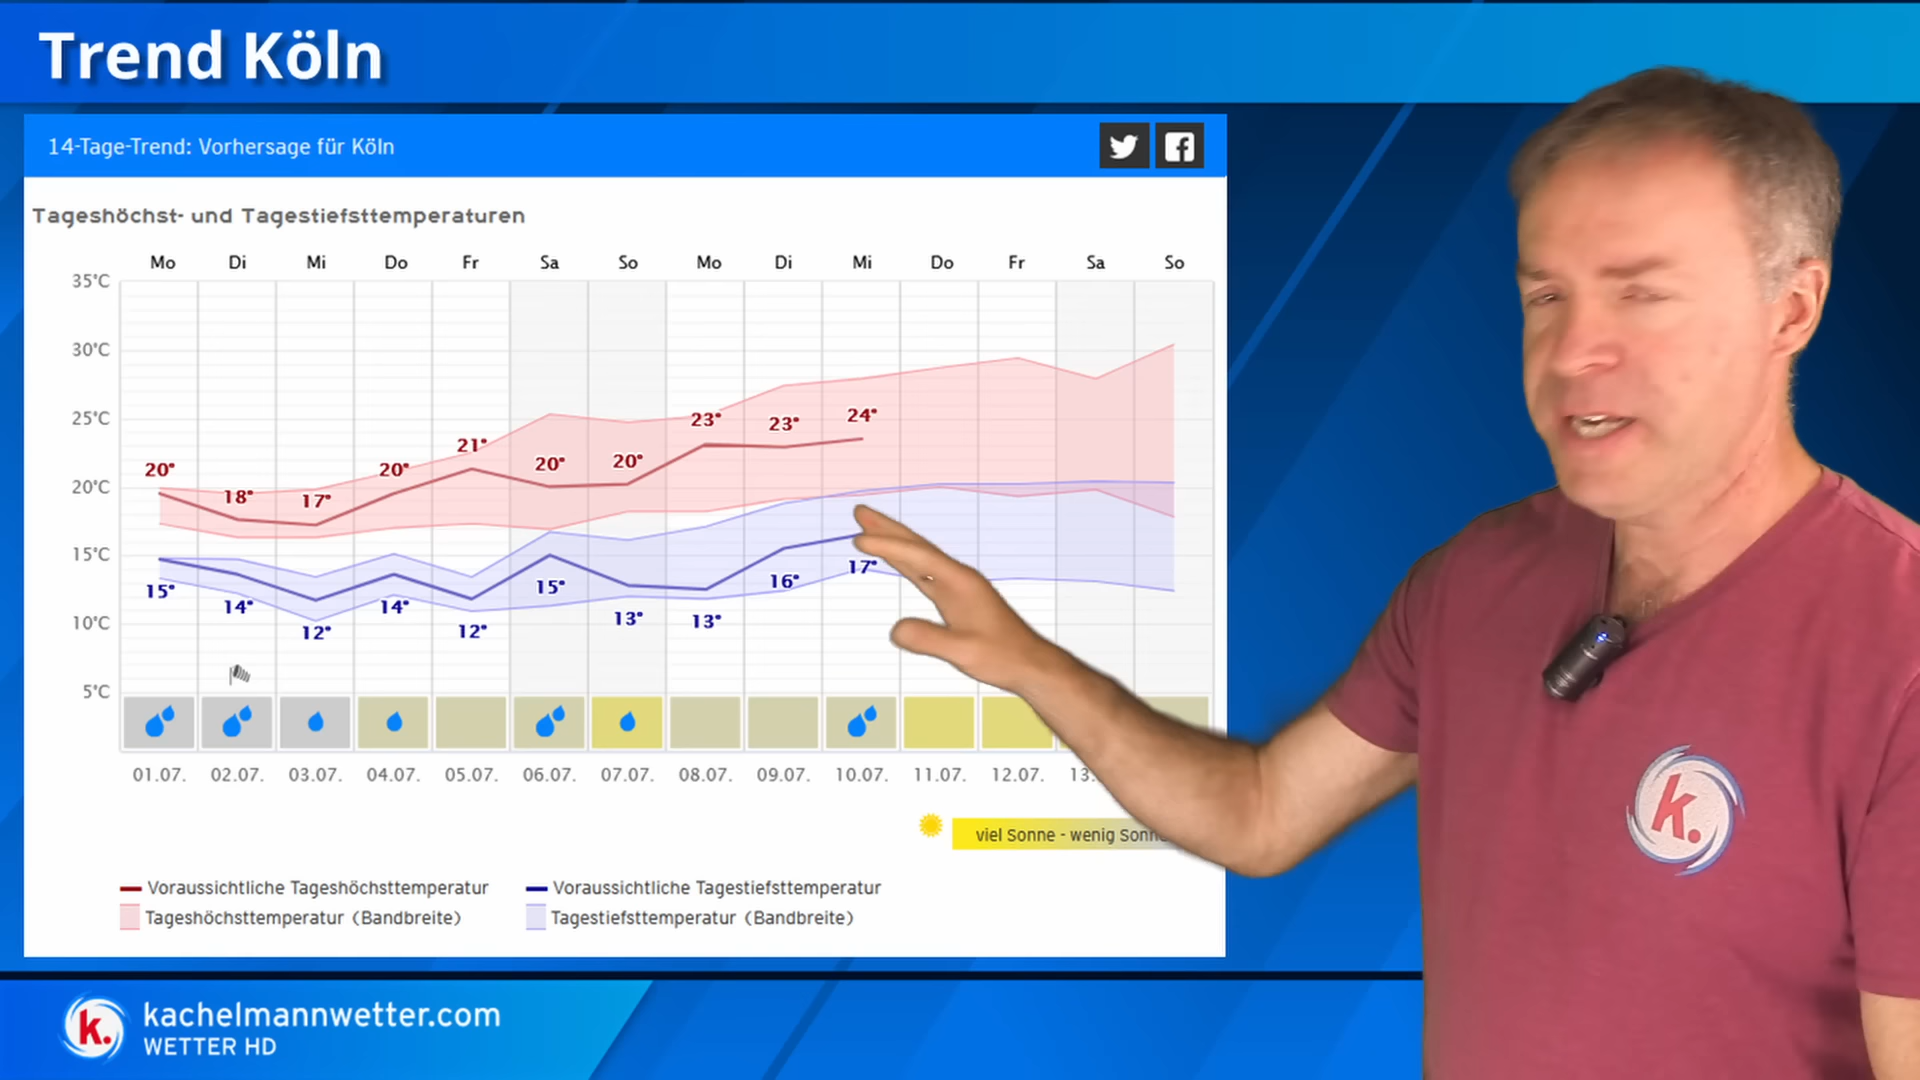 Trend Köln
14-Tage-Trend: Vorhersage für Köln
Tageshöchst- und Tagestiefsttemperaturen
Mo Di Mi Do Fr Sa So Mo Di Mi Do Fr Sa So
35°C
30°C
25°C
20°C
15°C
10°C
5°C
20° 18° 17° 20° 21° 20° 20° 23° 23° 24°
15° 14° 12° 14° 12° 15° 13° 13° 16° 17°
01.07. 02.07. 03.07. 04.07. 05.07. 06.07. 07.07. 08.07. 09.07. 10.07. 11.07. 12.07. 13.
viel Sonne - wenig Sonne
Voraussichtliche Tageshöchsttemperatur
Voraussichtliche Tagestiefsttemperatur
Tageshöchsttemperatur (Bandbreite)
Tagestiefsttemperatur (Bandbreite)
k.
kachelmannwetter.com
WETTER HD
k.